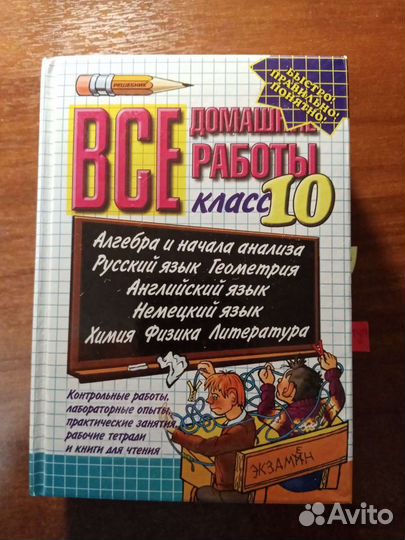 РЕШЕБНИК
БЫСТРО!
ПРАВИЛЬНО!
ПОНЯТНО!
ВСЕ ДОМАШНИЕ
РАБОТЫ
класс 10
Алгебра и начала анализа
Русский язык Геометрия
Английский язык
Немецкий язык
Химия Физика Литература
Контрольные работы,
лабораторные опыты,
практические занятия,
рабочие тетради
и книги для чтения
ЭКЗАМЕН
Avito